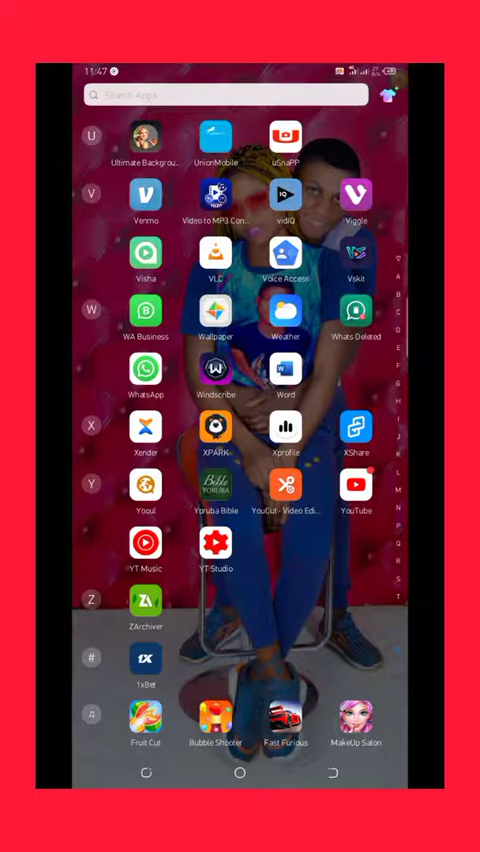 11:47
Search Apps
U
Ultimate Backgrou... UnionMobile uSnaPP
V
Venmo Video to MP3 Con... vidIQ Viggle
Visha VLC Voice Access Vskit
W
WA Business Wallpaper Weather Whats Deleted
WhatsApp Windscribe Word
X
Xender XPARK Xprofile XShare
Y
Yooul Yoruba Bible YouCut - Video Edi... YouTube
YT Music YT Studio
Z
ZArchiver
#
1xBet
Fruit Cut Bubble Shooter Fast Furious MakeUp Salon
A
B
C
D
E
F
G
H
I
J
K
L
M
N
P
Q
R
S
T